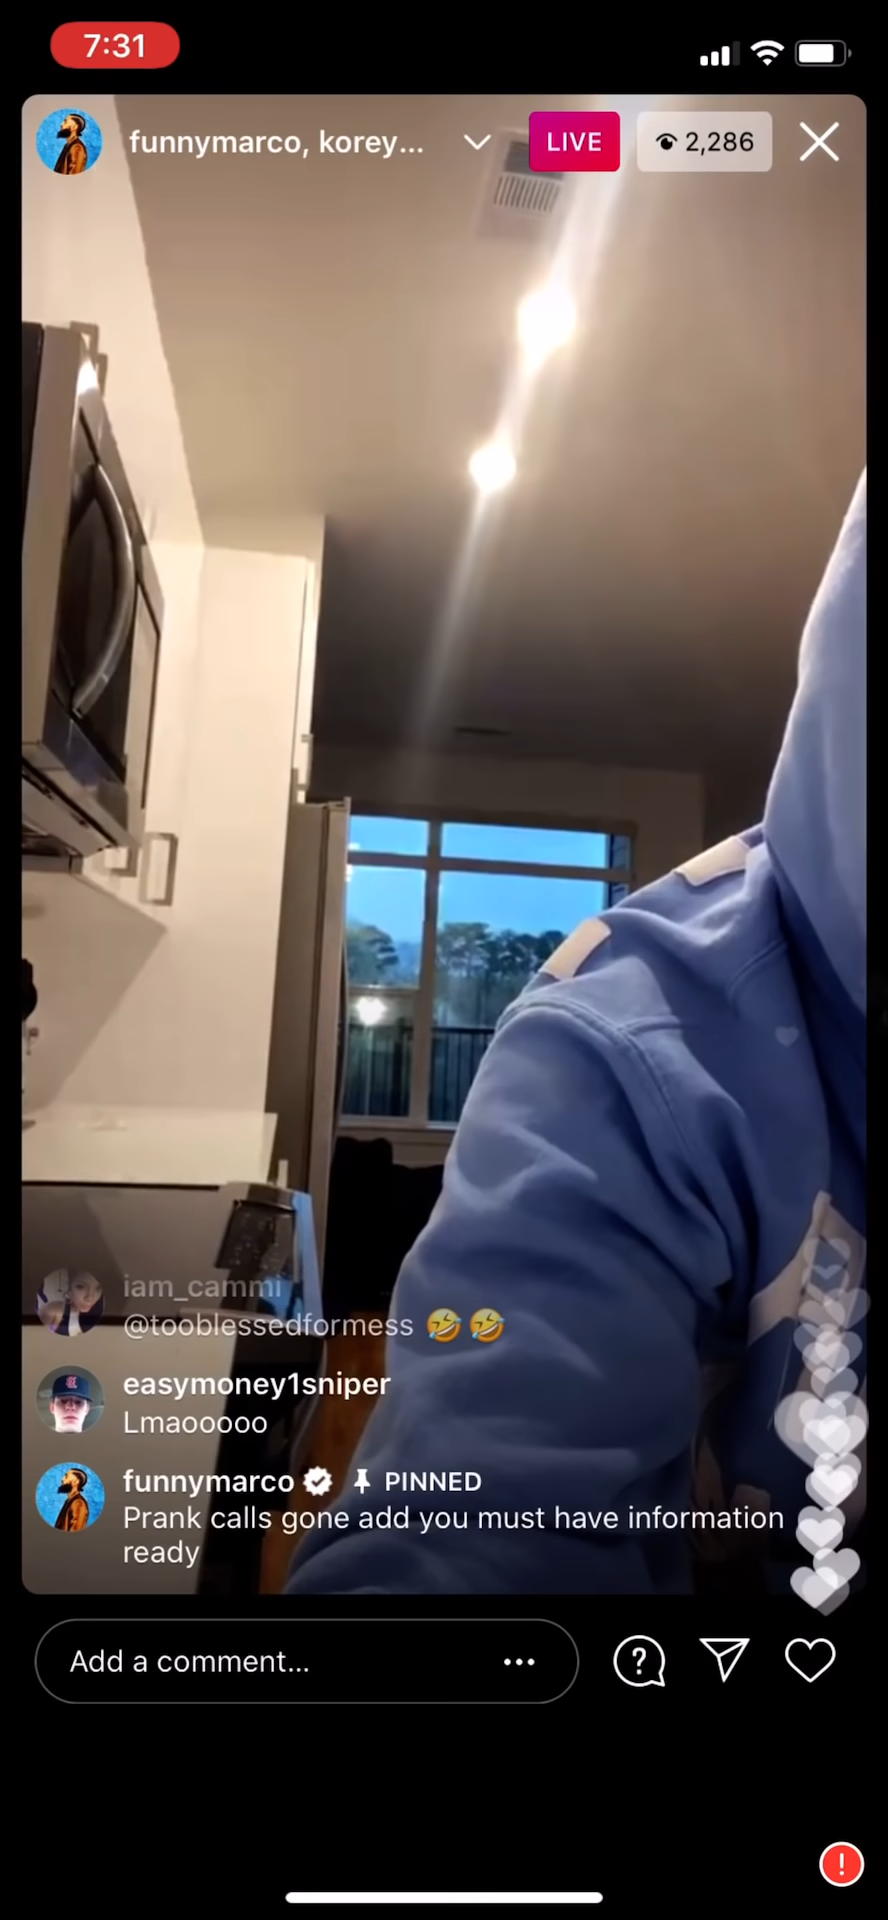 7:31
funnymarco, korey...
LIVE
2,286
iam_cammi
@tooblessedformess 🤣🤣
easymoney1sniper
Lmaooooo
funnymarco PINNED
Prank calls gone add you must have information
ready
Add a comment...